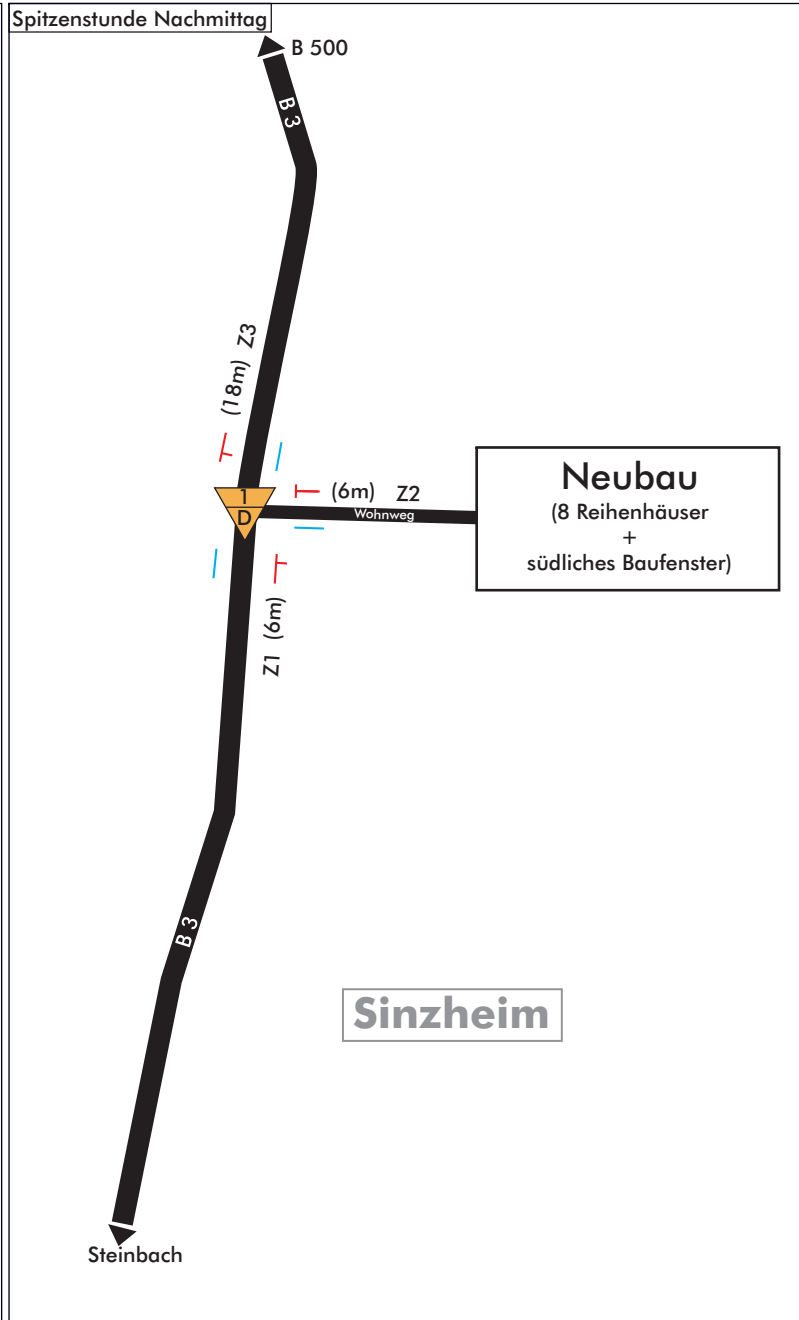 Spitzenstunde Nachmittag
B 500
B 3
(18m) Z3
1
D
(6m) Z2
Wohnweg
Neubau
(8 Reihenhäuser
+
südliches Baufenster)
Z1 (6m)
B 3
Sinzheim
Steinbach